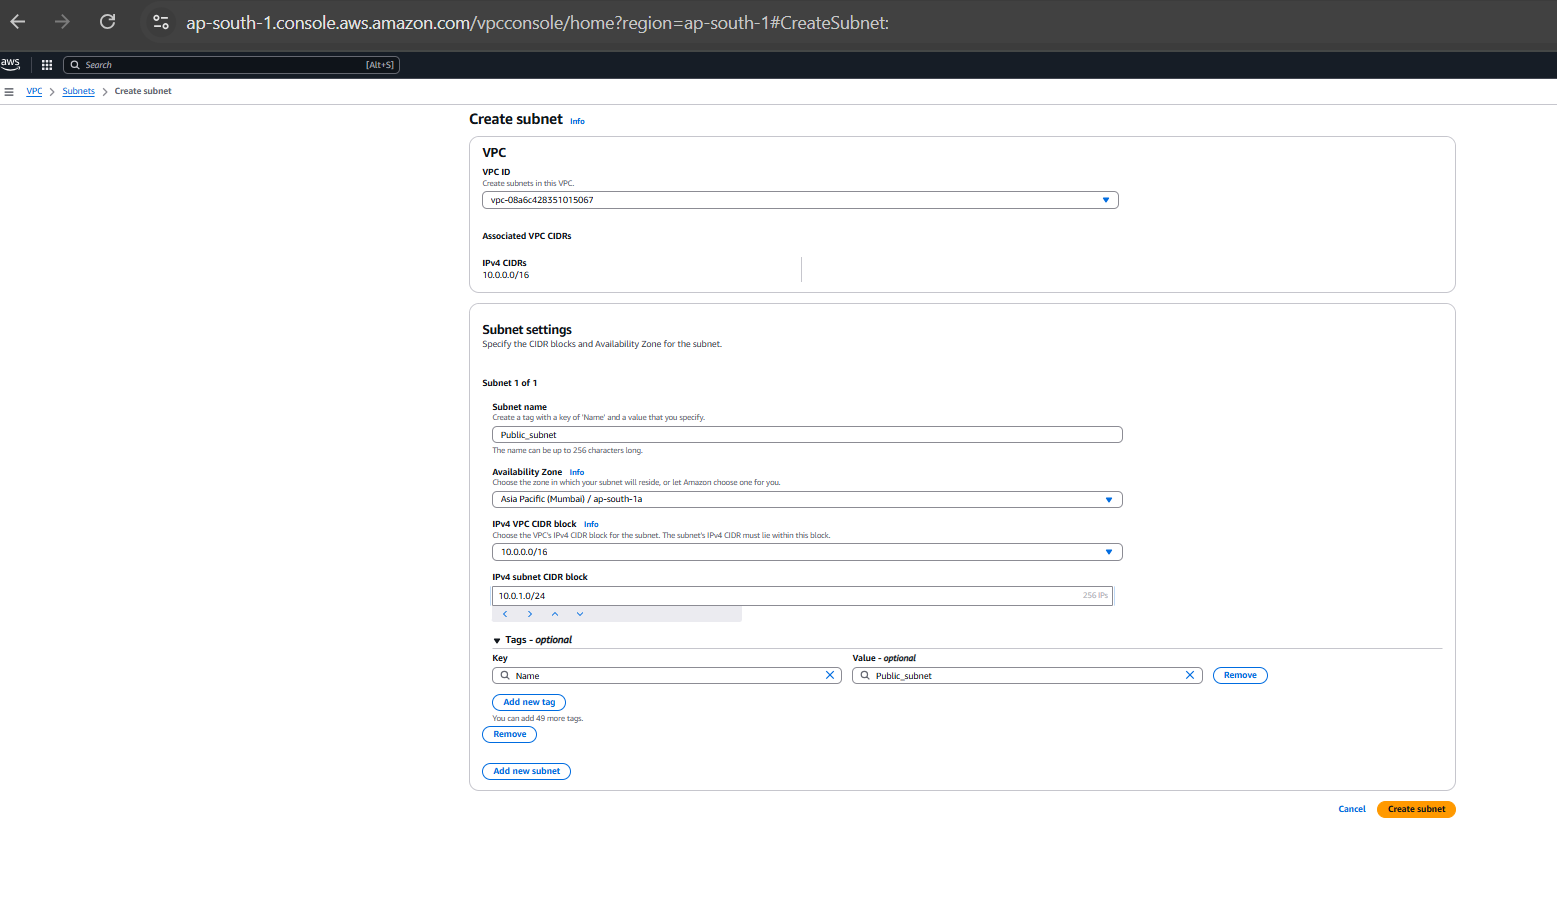 ap-south-1.console.aws.amazon.com/vpcconsole/home?region=ap-south-1#CreateSubnet:
aws Search [Alt+S]
VPC > Subnets > Create subnet
Create subnet Info
VPC
VPC ID
Create subnets in this VPC.
vpc-08a6c428351015067
Associated VPC CIDRs
IPv4 CIDRs
10.0.0.0/16
Subnet settings
Specify the CIDR blocks and Availability Zone for the subnet.
Subnet 1 of 1
Subnet name
Create a tag with a key of 'Name' and a value that you specify.
Public_subnet
The name can be up to 256 characters long.
Availability Zone Info
Choose the zone in which your subnet will reside, or let Amazon choose one for you.
Asia Pacific (Mumbai) / ap-south-1a
IPv4 VPC CIDR block Info
Choose the VPC's IPv4 CIDR block for the subnet. The subnet's IPv4 CIDR must lie within this block.
10.0.0.0/16
IPv4 subnet CIDR block
10.0.1.0/24 256 IPs
Tags - optional
Key Value - optional
Name Public_subnet Remove
Add new tag
You can add 49 more tags.
Remove
Add new subnet
Cancel Create subnet